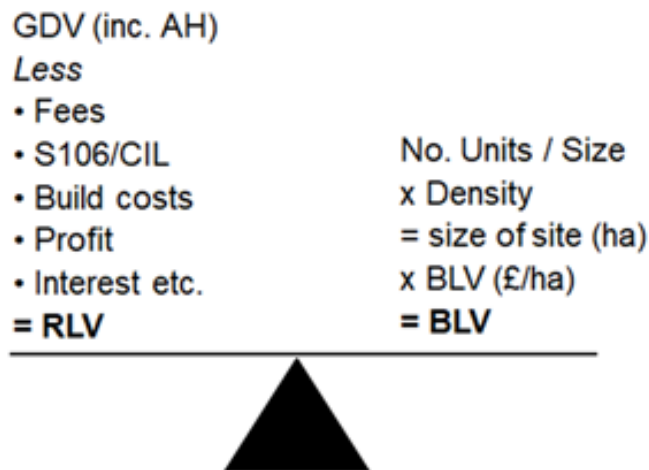 GDV (inc. AH)
Less
• Fees
• S106/CIL
• Build costs
• Profit
• Interest etc.
= RLV
No. Units / Size
x Density
= size of site (ha)
x BLV (£/ha)
= BLV